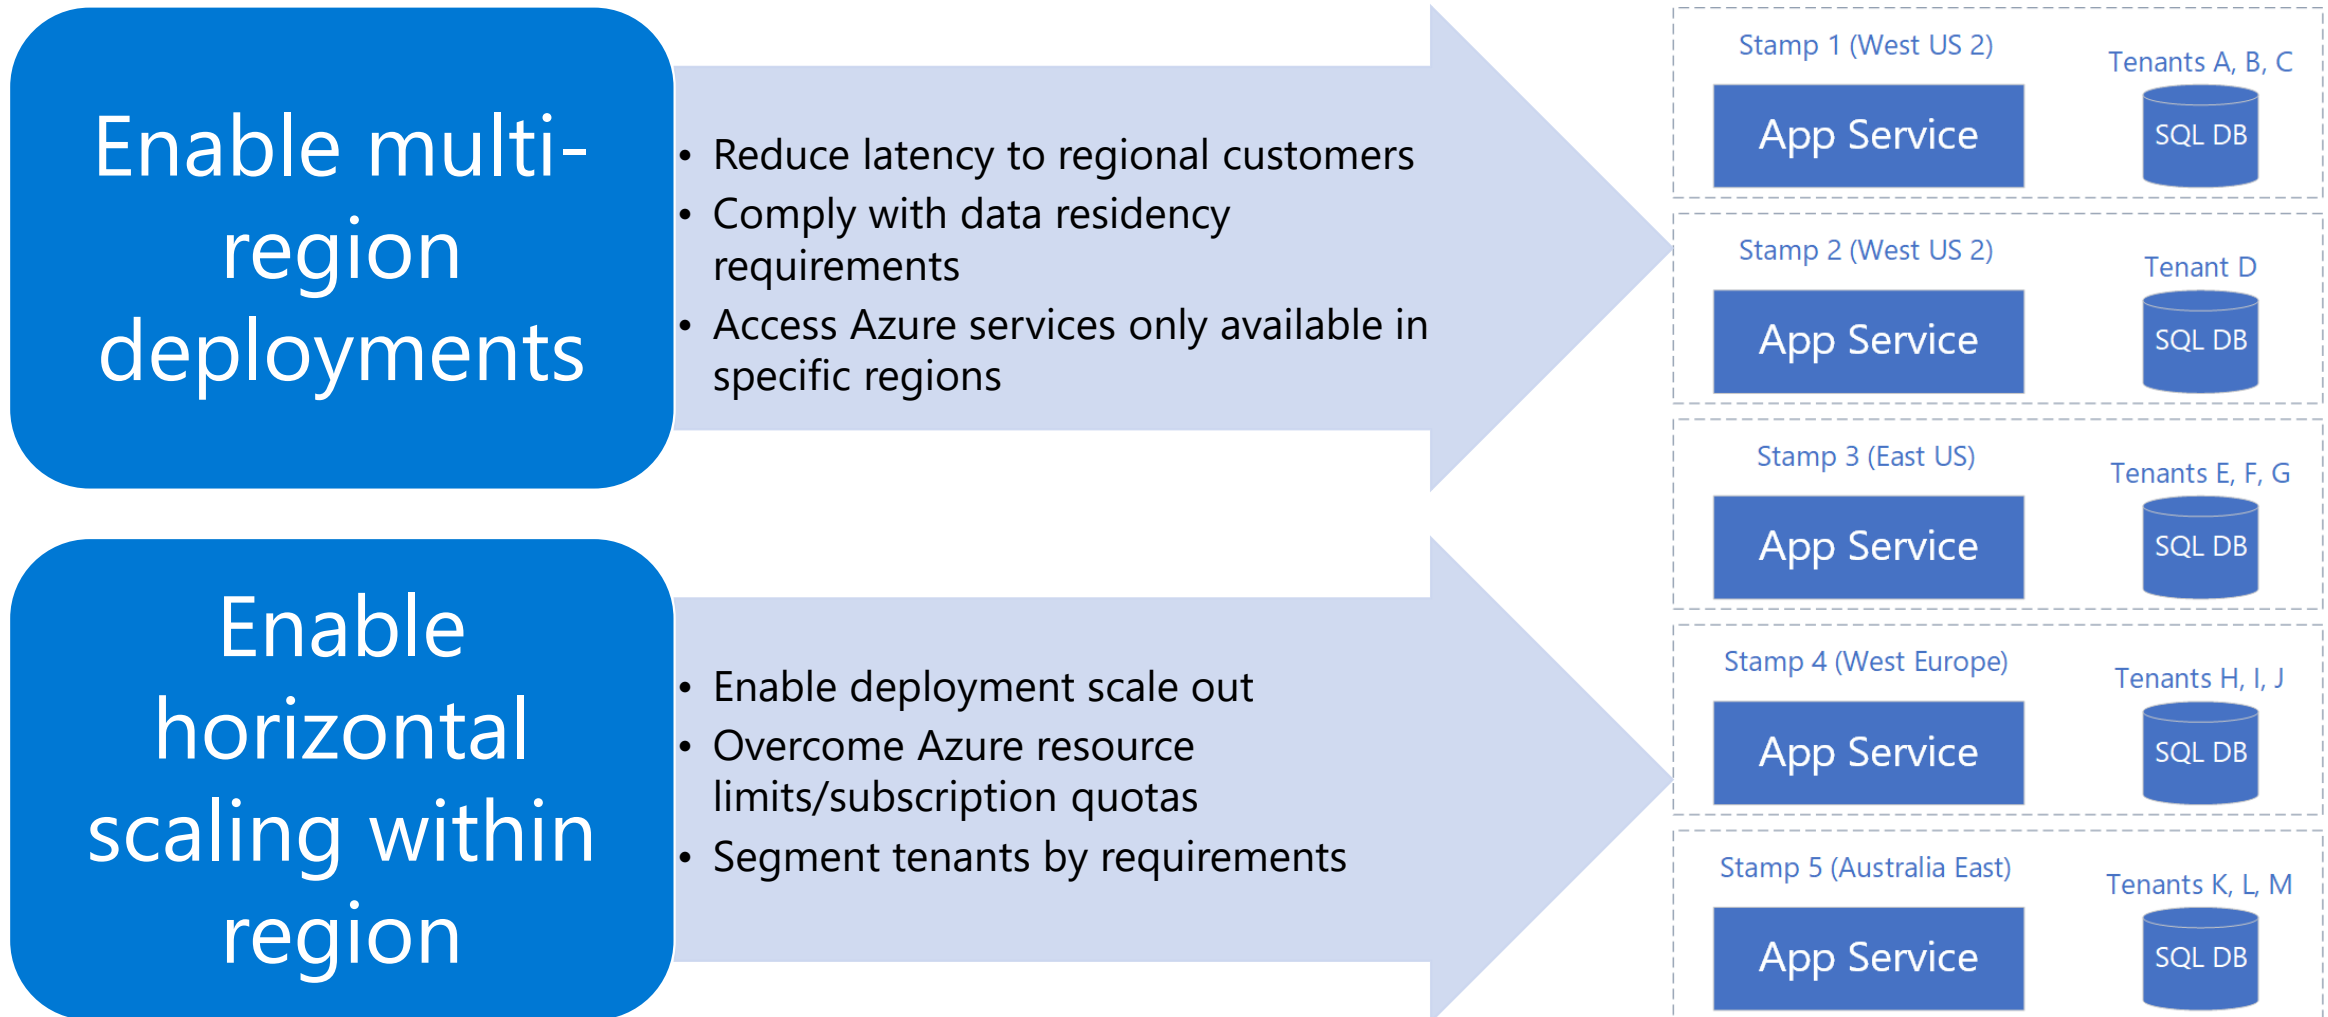 Enable multi-
region
deployments
• Reduce latency to regional customers
• Comply with data residency
requirements
• Access Azure services only available in
specific regions
Enable
horizontal
scaling within
region
• Enable deployment scale out
• Overcome Azure resource
limits/subscription quotas
• Segment tenants by requirements
Stamp 1 (West US 2)
Tenants A, B, C
App Service
SQL DB
Stamp 2 (West US 2)
Tenant D
App Service
SQL DB
Stamp 3 (East US)
Tenants E, F, G
App Service
SQL DB
Stamp 4 (West Europe)
Tenants H, I, J
App Service
SQL DB
Stamp 5 (Australia East)
Tenants K, L, M
App Service
SQL DB